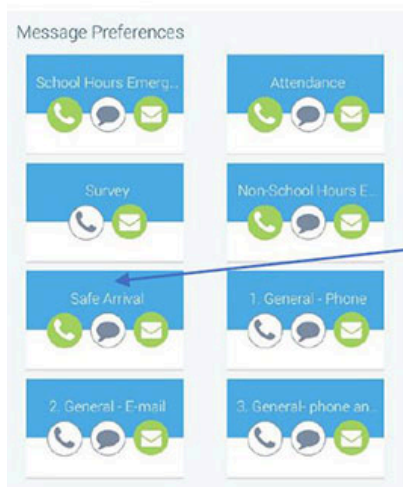 Message Preferences
School Hours Emerg...
Attendance
Survey
Non-School Hours E...
Safe Arrival
1. General - Phone
2. General - E-mail
3. General- phone an...